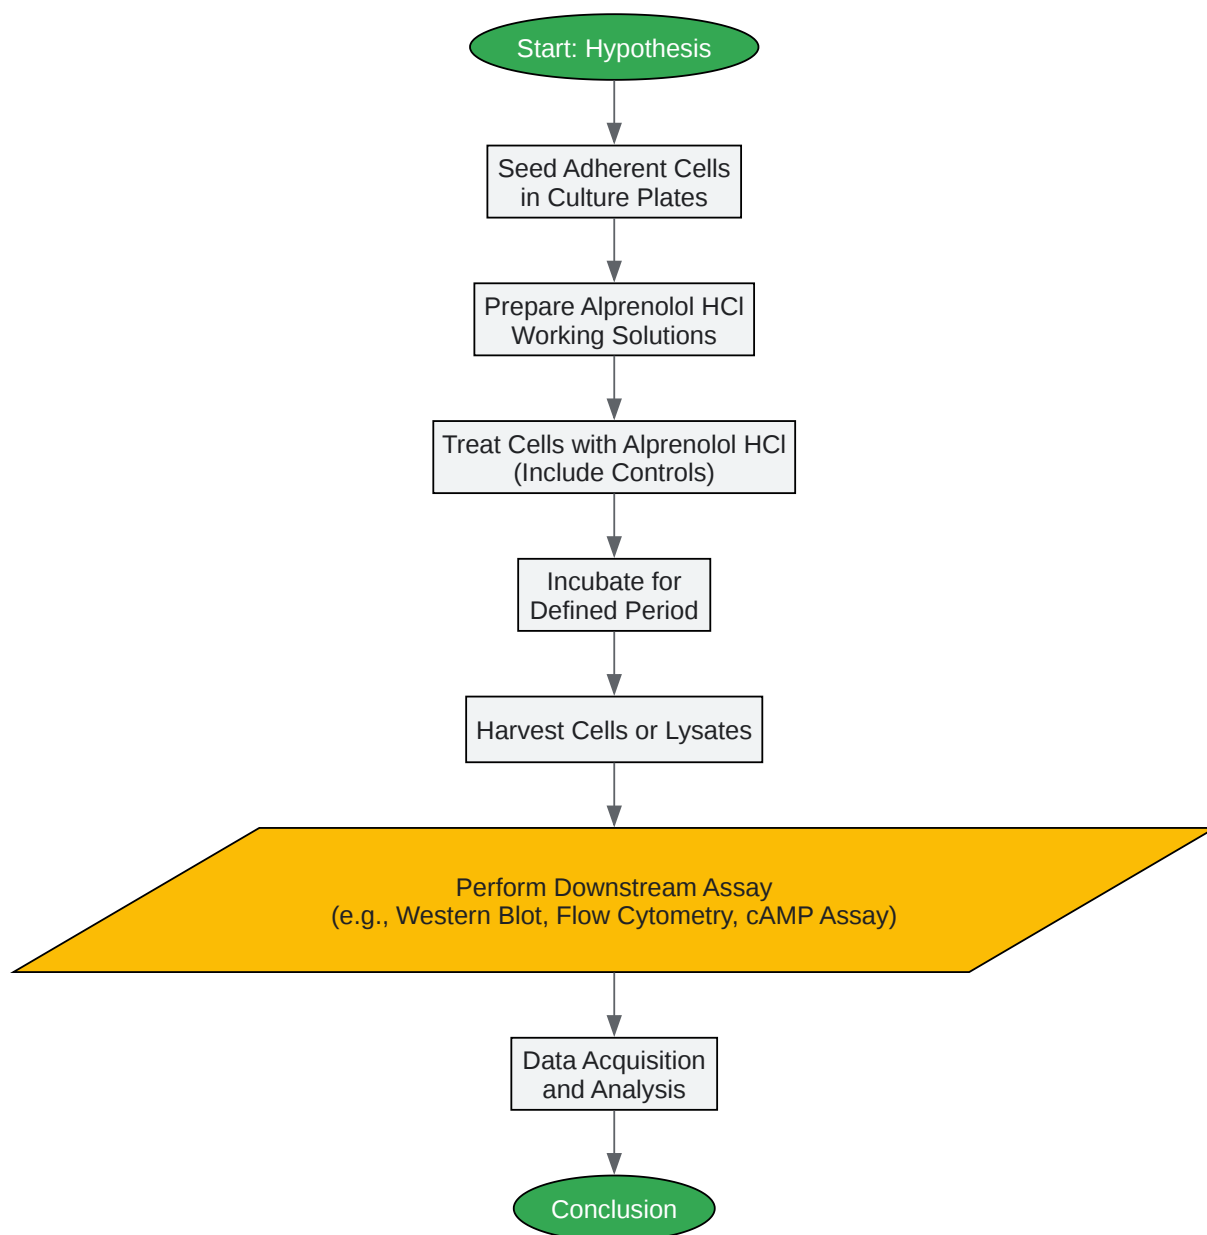 Start: Hypothesis
Seed Adherent Cells
in Culture Plates
Prepare Alprenolol HCl
Working Solutions
Treat Cells with Alprenolol HCl
(Include Controls)
Incubate for
Defined Period
Harvest Cells or Lysates
Perform Downstream Assay
(e.g., Western Blot, Flow Cytometry, cAMP Assay)
Data Acquisition
and Analysis
Conclusion